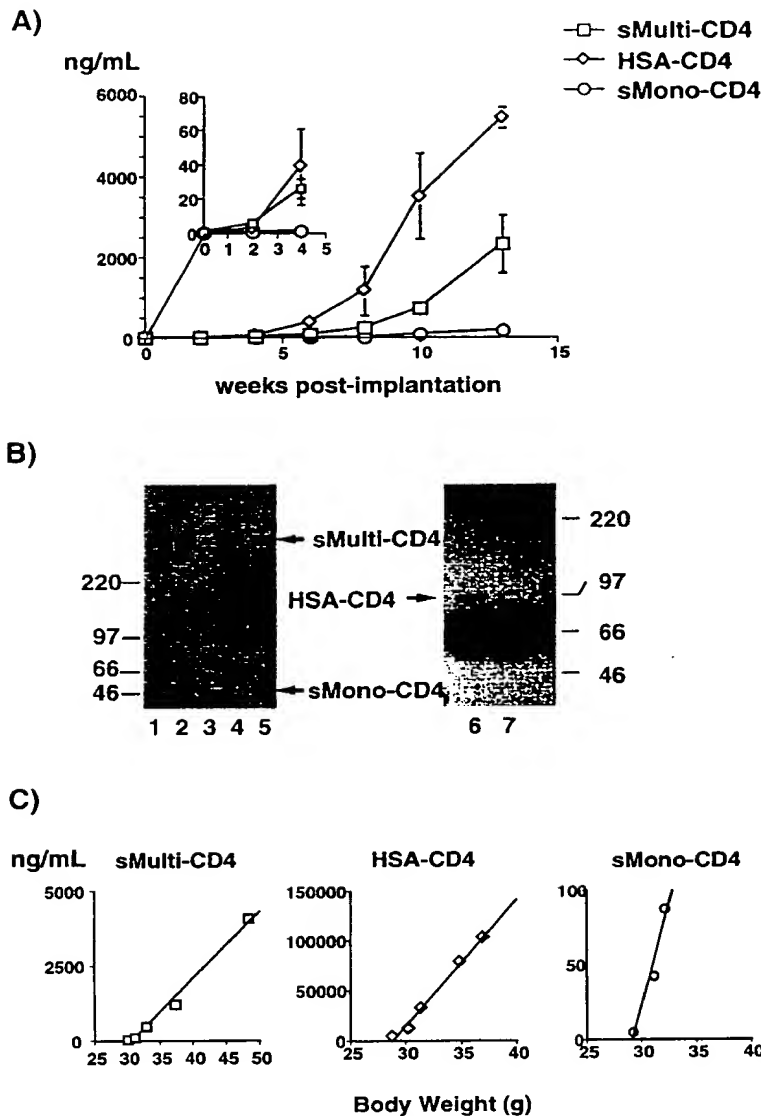 A)
ng/mL
sMulti-CD4
HSA-CD4
sMono-CD4
6000
4000
2000
0
80
60
40
20
0
0 1 2 3 4 5
0 5 10 15
weeks post-implantation
B)
220
97
66
46
1 2 3 4 5
sMulti-CD4
HSA-CD4
sMono-CD4
220
97
66
46
6 7
C)
ng/mL
sMulti-CD4
5000
2500
0
25 30 35 40 45 50
HSA-CD4
150000
100000
50000
0
25 30 35 40
sMono-CD4
100
50
0
25 30 35 40
Body Weight (g)